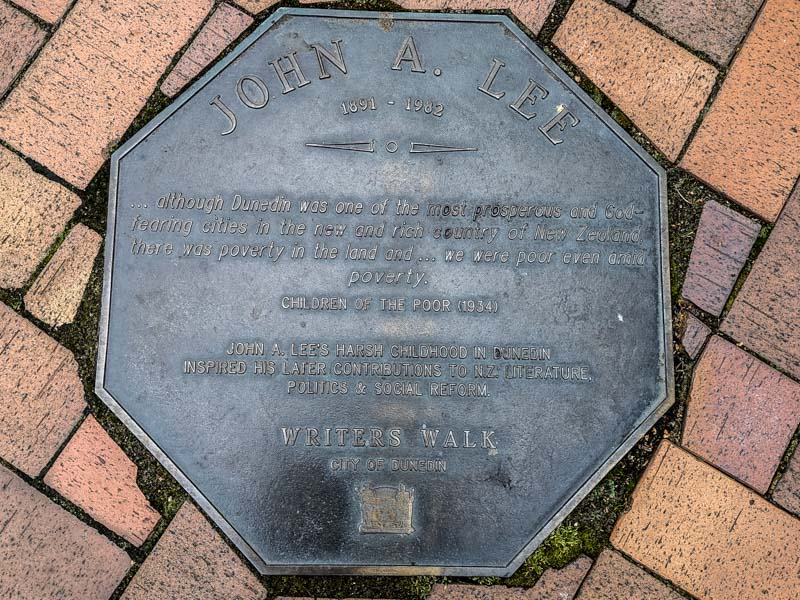 JOHN A. LEE
1891 - 1982
... although Dunedin was one of the most prosperous and God-
fearing cities in the new and rich country of New Zealand,
there was poverty in the land and ... we were poor even amid
poverty.
CHILDREN OF THE POOR (1934)
JOHN A. LEE'S HARSH CHILDHOOD IN DUNEDIN
INSPIRED HIS LATER CONTRIBUTIONS TO N.Z. LITERATURE,
POLITICS & SOCIAL REFORM.
WRITERS WALK
CITY OF DUNEDIN